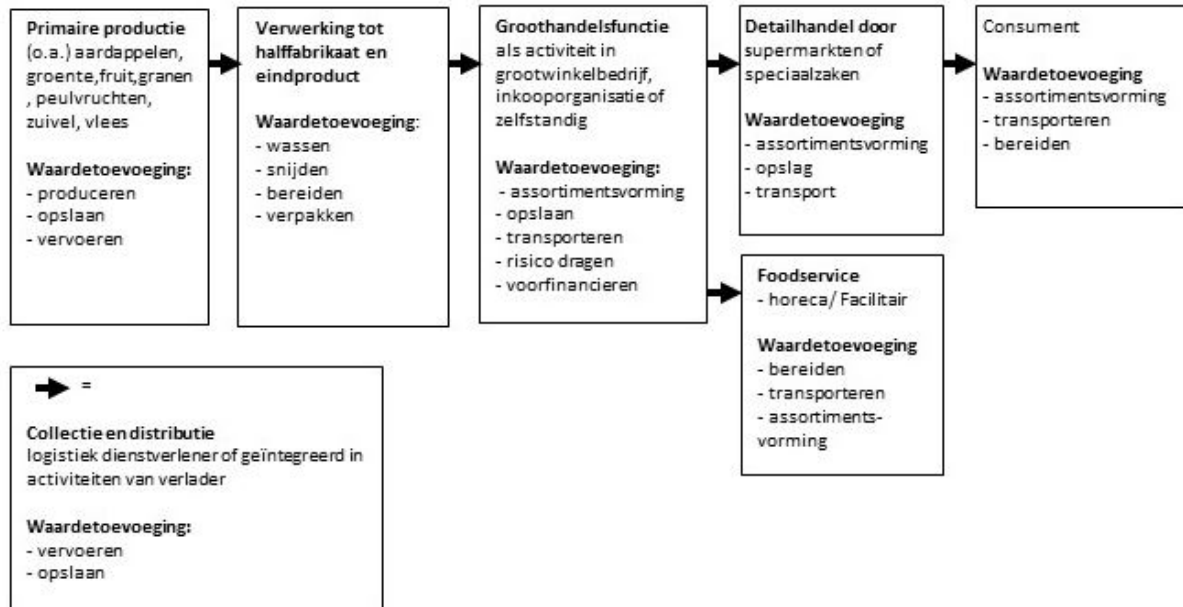 Primaire productie
(o.a.) aardappelen,
groente,fruit,granen
, peulvruchten,
zuivel, vlees
Waardetoevoeging:
- produceren
- opslaan
- vervoeren
Verwerking tot
halffabrikaat en
eindproduct
Waardetoevoeging:
- wassen
- snijden
- bereiden
- verpakken
Groothandelsfunctie
als activiteit in
grootwinkelbedrijf,
inkooporganisatie of
zelfstandig
Waardetoevoeging:
- assortimentsvorming
- opslaan
- transporteren
- risico dragen
- voorfinancieren
Detailhandel door
supermarkten of
speciaalzaken
Waardetoevoeging
- assortimentsvorming
- opslag
- transport
Consument
Waardetoevoeging
- assortimentsvorming
- transporteren
- bereiden
Foodservice
- horeca/ Facilitair
Waardetoevoeging
- bereiden
- transporteren
- assortiments-
vorming
=
Collectie en distributie
logistiek dienstverlener of geïntegreerd in
activiteiten van verlader
Waardetoevoeging:
- vervoeren
- opslaan